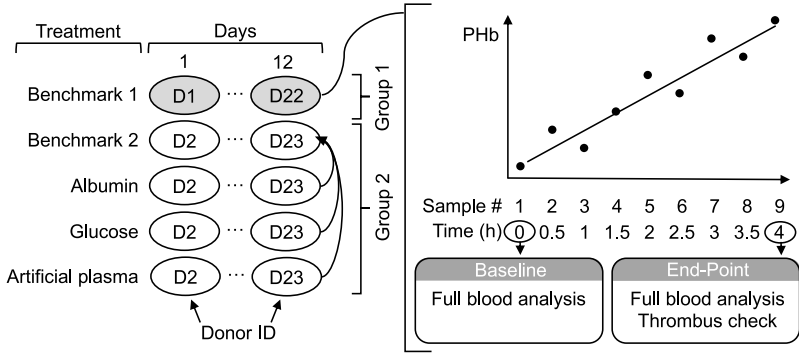 Treatment Days
1 12
Benchmark 1 D1 ... D22
Group 1
Benchmark 2 D2 ... D23
Albumin D2 ... D23
Glucose D2 ... D23
Artificial plasma D2 ... D23
Group 2
Donor ID
PHb
Sample # 1 2 3 4 5 6 7 8 9
Time (h) 0 0.5 1 1.5 2 2.5 3 3.5 4
Baseline
Full blood analysis
End-Point
Full blood analysis
Thrombus check